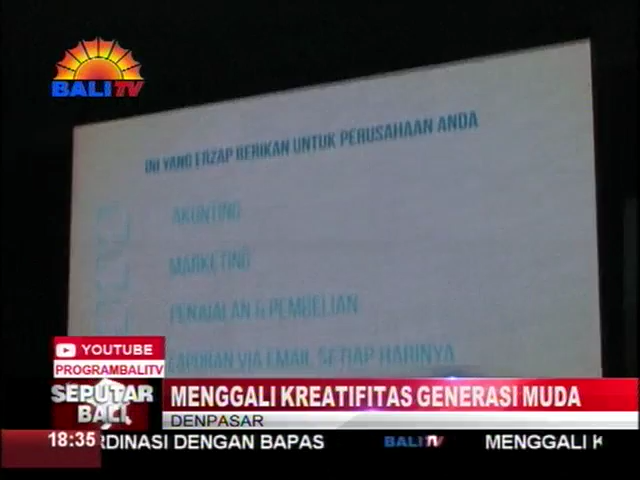 BALI TV
INI YANG ERZAP BERIKAN UNTUK PERUSAHAAN ANDA
AKUNTING
MARKETING
PENJUALAN & PEMBELIAN
LAPORAN VIA EMAIL SETIAP HARINYA
YOUTUBE
PROGRAMBALITV
SEPUTAR
BALI
MENGGALI KREATIFITAS GENERASI MUDA
DENPASAR
18:35 RDINASI DENGAN BAPAS BALI TV MENGGALI K